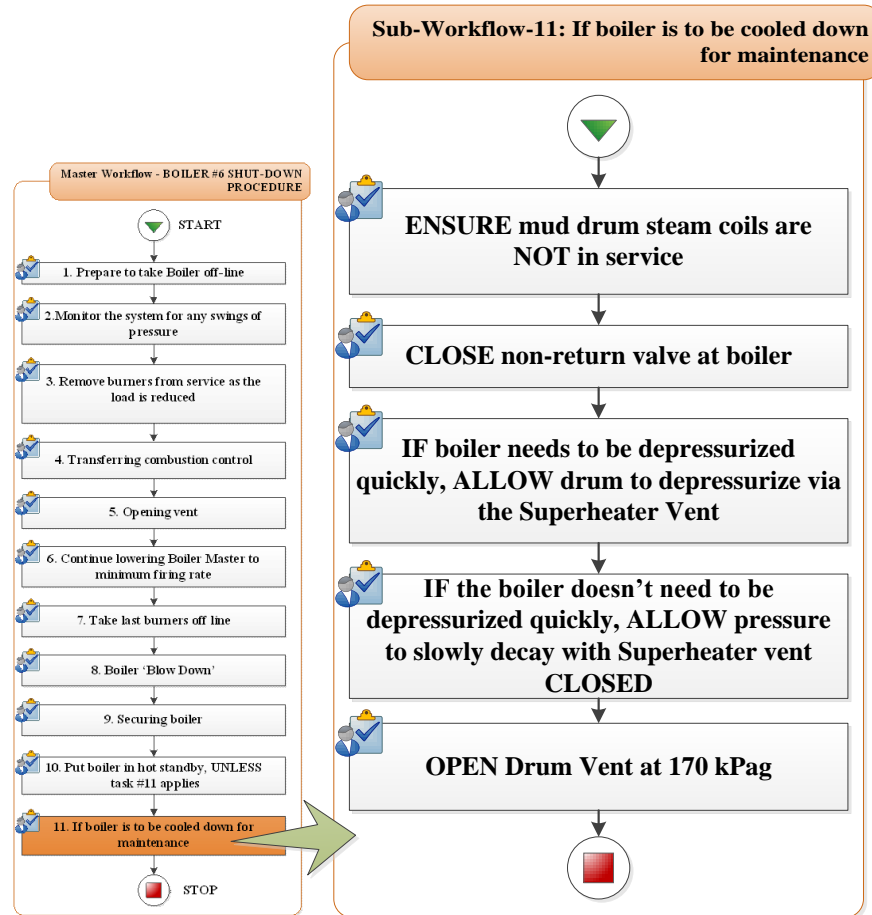 Master Workflow - BOILER #6 SHUT-DOWN
PROCEDURE
START
1. Prepare to take Boiler off-line
2.Monitor the system for any swings of
pressure
3. Remove burners from service as the
load is reduced
4. Transferring combustion control
5. Opening vent
6. Continue lowering Boiler Master to
minimum firing rate
7. Take last burners off line
8. Boiler ‘Blow Down’
9. Securing boiler
10. Put boiler in hot standby, UNLESS
task #11 applies
11. If boiler is to be cooled down for
maintenance
STOP
Sub-Workflow-11: If boiler is to be cooled down
for maintenance
ENSURE mud drum steam coils are
NOT in service
CLOSE non-return valve at boiler
IF boiler needs to be depressurized
quickly, ALLOW drum to depressurize via
the Superheater Vent
IF the boiler doesn’t need to be
depressurized quickly, ALLOW pressure
to slowly decay with Superheater vent
CLOSED
OPEN Drum Vent at 170 kPag